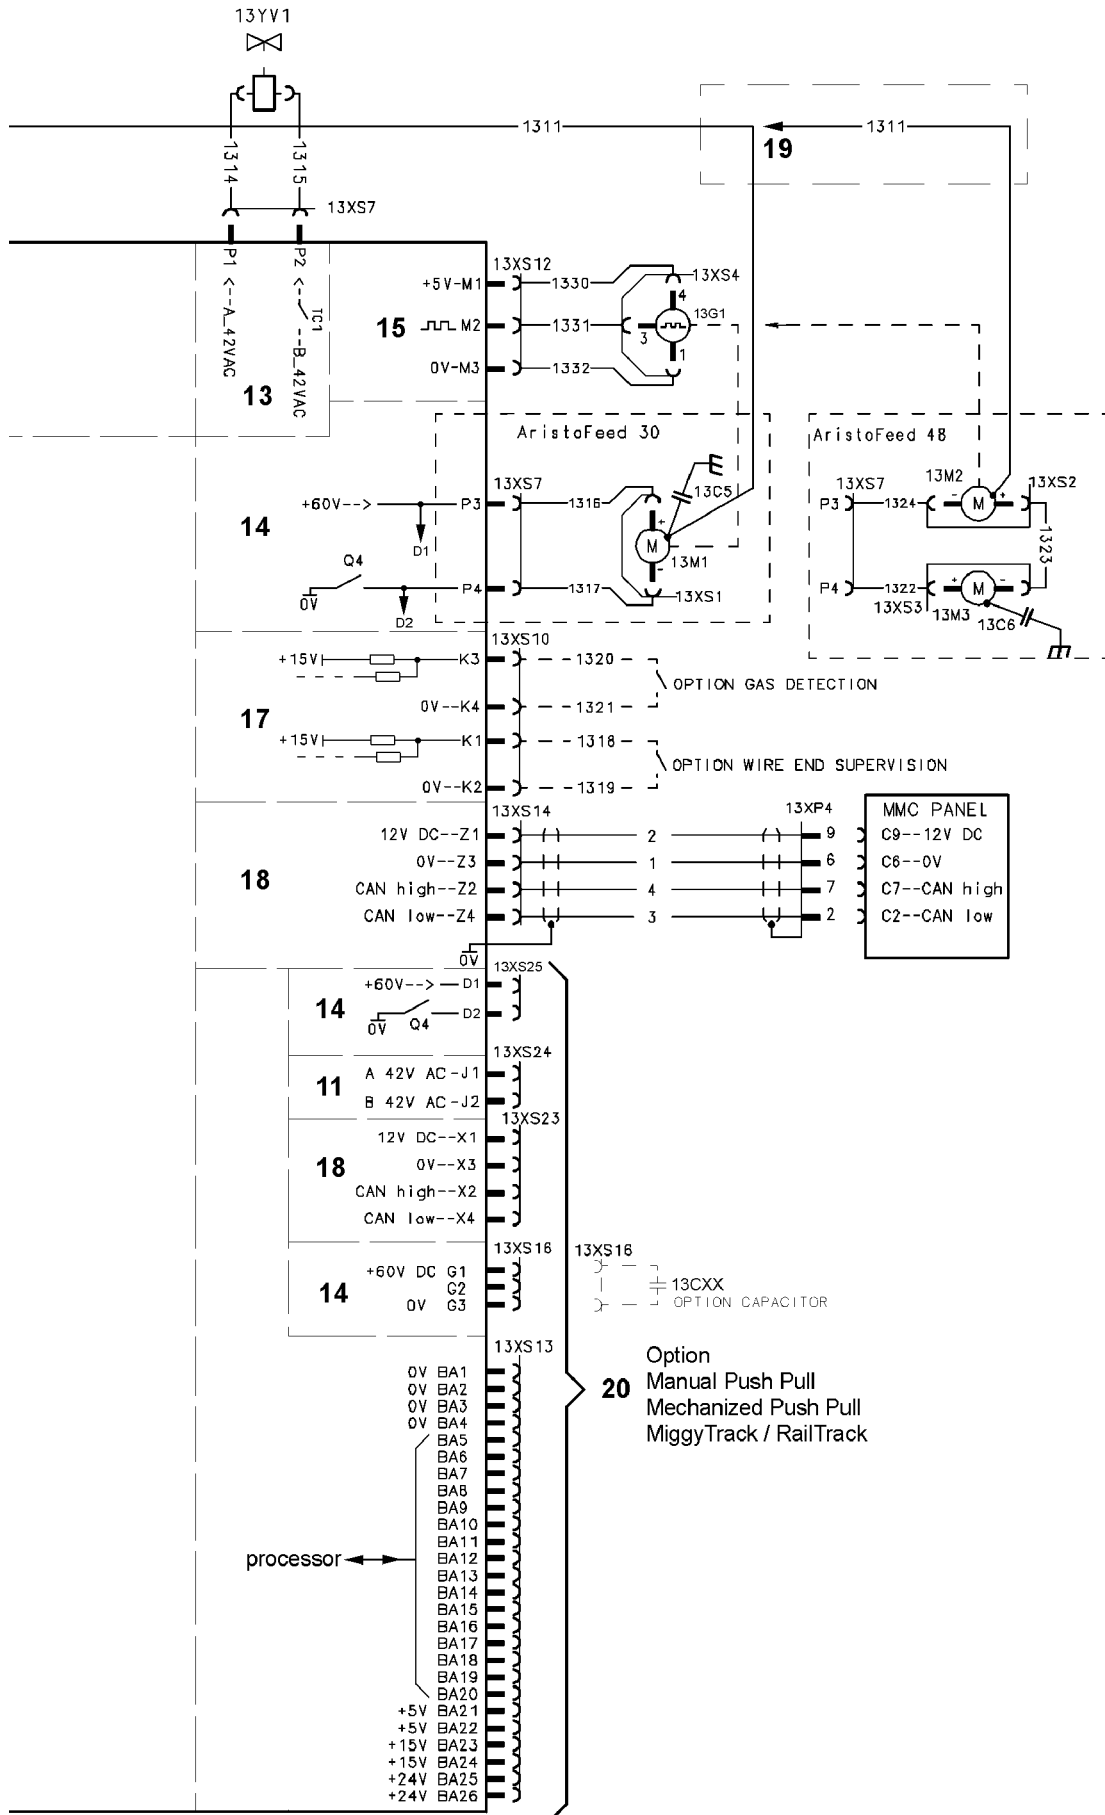 13YV1
1311
1311
19
1314
1315
13XS7
P1 <--A_42VAC
P2 <-- --B_42VAC
TC1
13
13XS12
+5V-M1
1330
13XS4
4
15
M2
1331
3
13G1
0V-M3
1332
1
AristoFeed 30
AristoFeed 48
13XS7
13C5
+60V-->
P3
1316
14
D1
+
M
13M1
Q4
-
0V
P4
1317
13XS1
D2
13XS7
13M2
13XS2
P3
1324
-
M
+
1323
P4
1322
+
M
-
13XS3
13M3
13C6
13XS10
+15V
K3
1320
OPTION GAS DETECTION
0V--K4
1321
17
+15V
K1
1318
OPTION WIRE END SUPERVISION
0V--K2
1319
13XS14
13XP4
MMC PANEL
12V DC--Z1
2
9
C9--12V DC
0V--Z3
1
6
C6--0V
18
CAN high--Z2
4
7
C7--CAN high
CAN low--Z4
3
2
C2--CAN low
0V
13XS25
+60V-->
D1
14
D2
0V
Q4
13XS24
A 42V AC-J1
11
B 42V AC-J2
13XS23
12V DC--X1
18
0V--X3
CAN high--X2
CAN low--X4
13XS16
13XS16
+60V DC G1
14
G2
0V G3
13CXX
OPTION CAPACITOR
13XS13
0V BA1
0V BA2
0V BA3
0V BA4
BA5
BA6
BA7
BA8
BA9
BA10
BA11
BA12
BA13
BA14
BA15
BA16
BA17
BA18
BA19
BA20
+5V BA21
+5V BA22
+15V BA23
+15V BA24
+24V BA25
+24V BA26
processor
20
Option
Manual Push Pull
Mechanized Push Pull
MiggyTrack / RailTrack